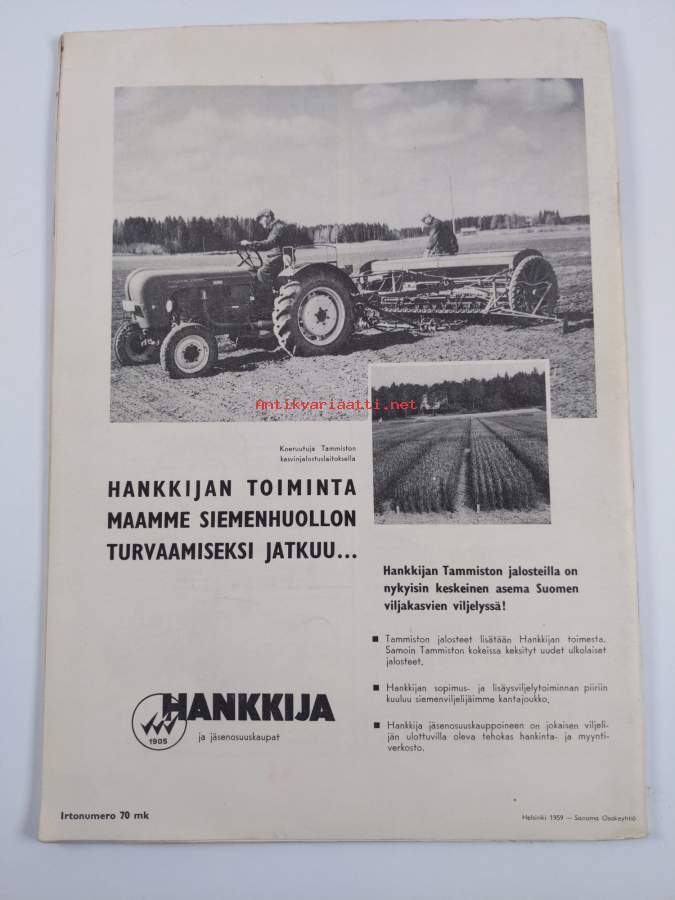 Antikvariaatti.net
Koeruutuja Tammiston
kasvinjalostuslaitoksella
HANKKIJAN TOIMINTA
MAAMME SIEMENHUOLLON
TURVAAMISEKSI JATKUU...
Hankkijan Tammiston jalosteilla on
nykyisin keskeinen asema Suomen
viljakasvien viljelyssä!
■ Tammiston jalosteet lisätään Hankkijan toimesta.
Samoin Tammiston kokeissa keksityt uudet ulkolaiset
jalosteet.
■ Hankkijan sopimus- ja lisäysviljelytoiminnan piiriin
kuuluu siemenviljelijäimme kantajoukko.
■ Hankkija jäsenosuuskauppoineen on jokaisen viljeli-
jän ulottuvilla oleva tehokas hankinta- ja myynti-
verkosto.
HANKKIJA
1905
ja jäsenosuuskaupat
Irtonumero 70 mk
Helsinki 1959 — Sanoma Osakeyhtiö